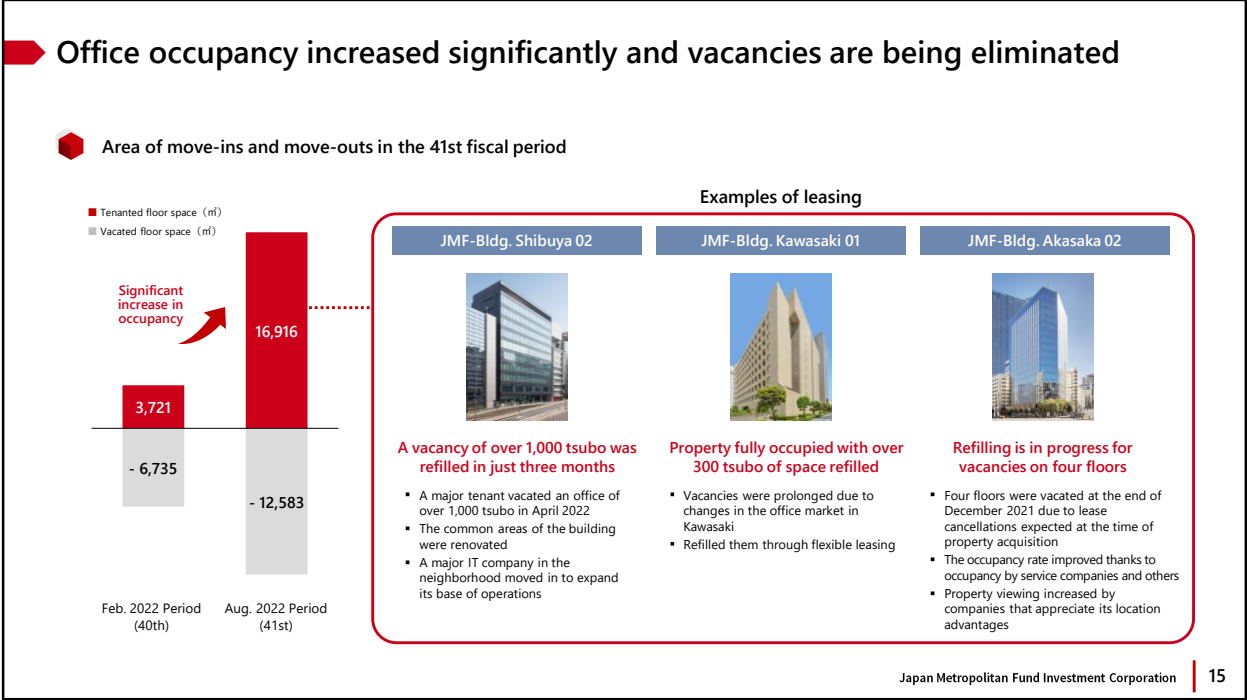 Office occupancy increased significantly and vacancies are being eliminated
Area of move-ins and move-outs in the 41st fiscal period
Tenanted floor space（㎡）
Vacated floor space（㎡）
Significant
increase in
occupancy
3,721
16,916
- 6,735
- 12,583
Feb. 2022 Period
(40th)
Aug. 2022 Period
(41st)
Examples of leasing
JMF-Bldg. Shibuya 02
A vacancy of over 1,000 tsubo was
refilled in just three months
▪ A major tenant vacated an office of
over 1,000 tsubo in April 2022
▪ The common areas of the building
were renovated
▪ A major IT company in the
neighborhood moved in to expand
its base of operations
JMF-Bldg. Kawasaki 01
Property fully occupied with over
300 tsubo of space refilled
▪ Vacancies were prolonged due to
changes in the office market in
Kawasaki
▪ Refilled them through flexible leasing
JMF-Bldg. Akasaka 02
Refilling is in progress for
vacancies on four floors
▪ Four floors were vacated at the end of
December 2021 due to lease
cancellations expected at the time of
property acquisition
▪ The occupancy rate improved thanks to
occupancy by service companies and others
▪ Property viewing increased by
companies that appreciate its location
advantages
Japan Metropolitan Fund Investment Corporation
15